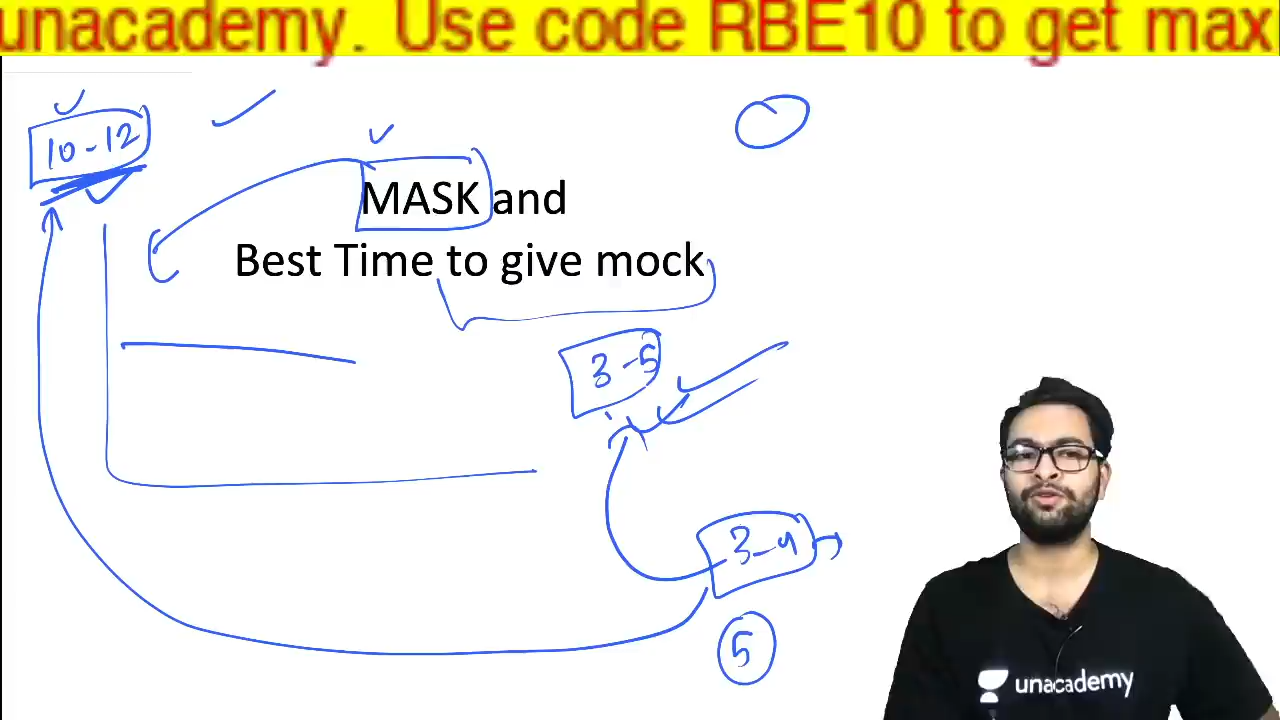 unacademy. Use code RBE10 to get max
10-12
MASK and
Best Time to give mock
3-5
3-4
5
unacademy